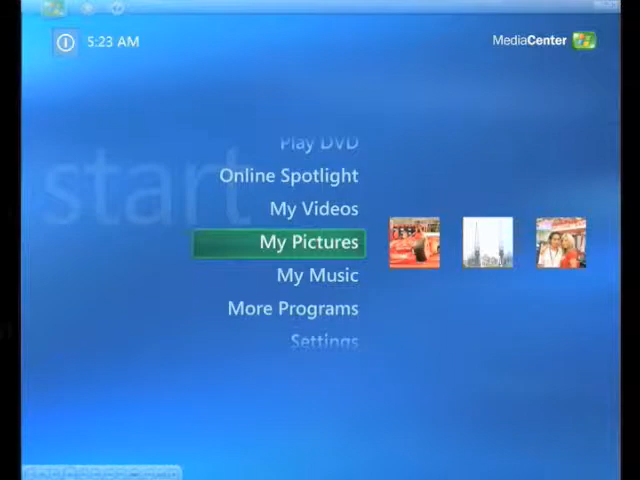 5:23 AM
MediaCenter
start
Play DVD
Online Spotlight
My Videos
My Pictures
My Music
More Programs
Settings